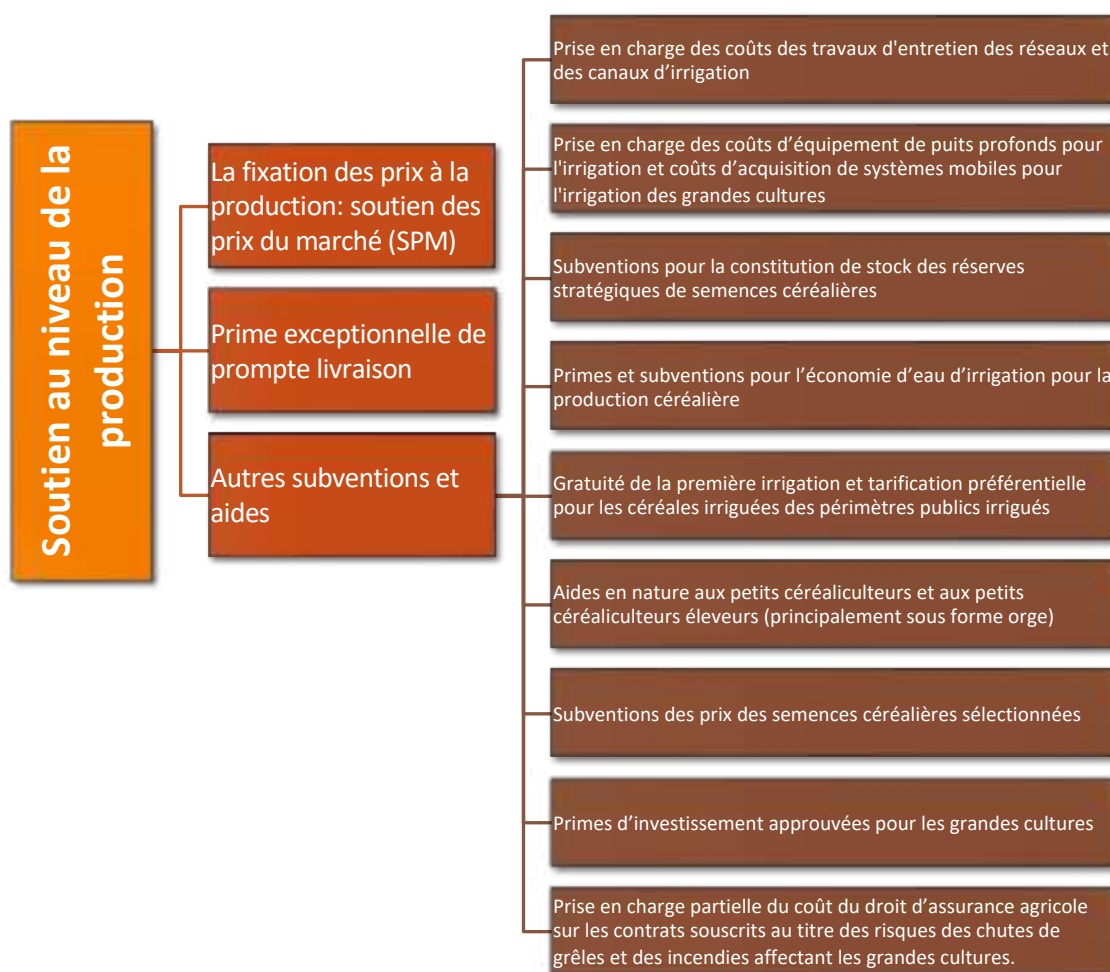 Soutien au niveau de la
production
La fixation des prix à la
production: soutien des
prix du marché (SPM)
Prime exceptionnelle de
prompte livraison
Autres subventions et
aides
Prise en charge des coûts des travaux d'entretien des réseaux et
des canaux d’irrigation
Prise en charge des coûts d’équipement de puits profonds pour
l'irrigation et coûts d’acquisition de systèmes mobiles pour
l'irrigation des grandes cultures
Subventions pour la constitution de stock des réserves
stratégiques de semences céréalières
Primes et subventions pour l’économie d’eau d’irrigation pour la
production céréalière
Gratuité de la première irrigation et tarification préférentielle
pour les céréales irriguées des périmètres publics irrigués
Aides en nature aux petits céréaliculteurs et aux petits
céréaliculteurs éleveurs (principalement sous forme orge)
Subventions des prix des semences céréalières sélectionnées
Primes d’investissement approuvées pour les grandes cultures
Prise en charge partielle du coût du droit d’assurance agricole
sur les contrats souscrits au titre des risques des chutes de
grêles et des incendies affectant les grandes cultures.